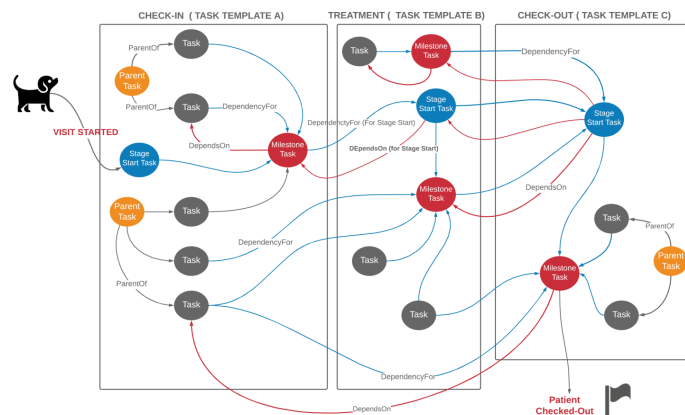 CHECK-IN ( TASK TEMPLATE A)
TREATMENT ( TASK TEMPLATE B)
CHECK-OUT ( TASK TEMPLATE C)
Task
ParentOf
Parent
Task
ParentOf
Task
DependencyFor
VISIT STARTED
DependsOn
Milestone
Task
Stage
Start Task
Parent
Task
Task
DependencyFor
Task
ParentOf
Task
Task
Milestone
Task
DependencyFor
Stage
Start Task
DependencyFor (For Stage Start)
DEpendsOn (for Stage Start)
Milestone
Task
Task
Task
DependencyFor
DependsOn
Stage
Start Task
DependsOn
Task
ParentOf
Parent
Task
Milestone
Task
Task
ParentOf
Patient
Checked-Out